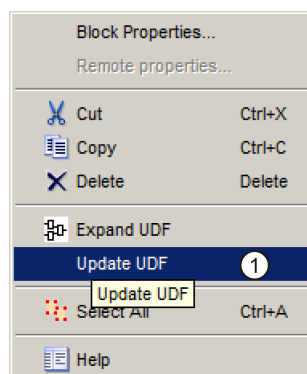 Block Properties...
Remote properties...
Cut Ctrl+X
Copy Ctrl+C
Delete Delete
Expand UDF
Update UDF 1
Update UDF
Select All Ctrl+A
Help